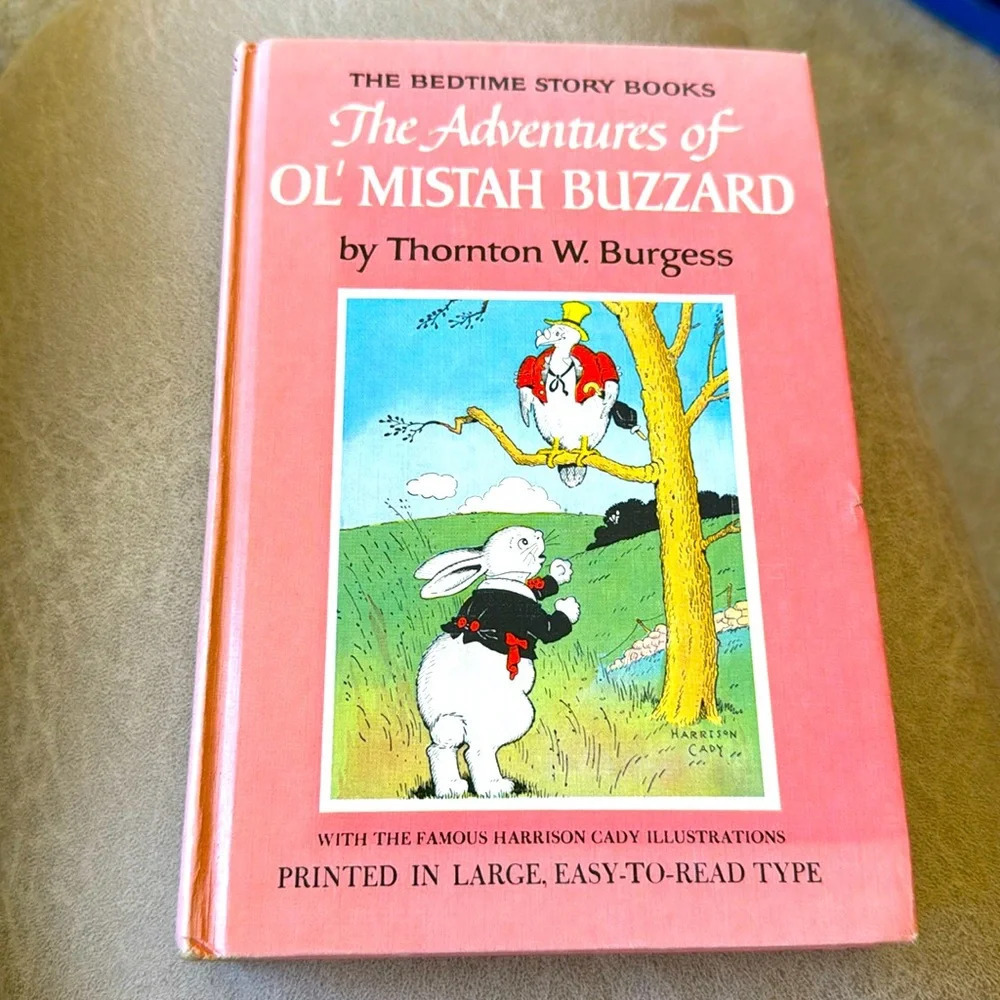 THE BEDTIME STORY BOOKS
The Adventures of
OL' MISTAH BUZZARD
by Thornton W. Burgess
HARRISON
CADY
WITH THE FAMOUS HARRISON CADY ILLUSTRATIONS
PRINTED IN LARGE, EASY-TO-READ TYPE